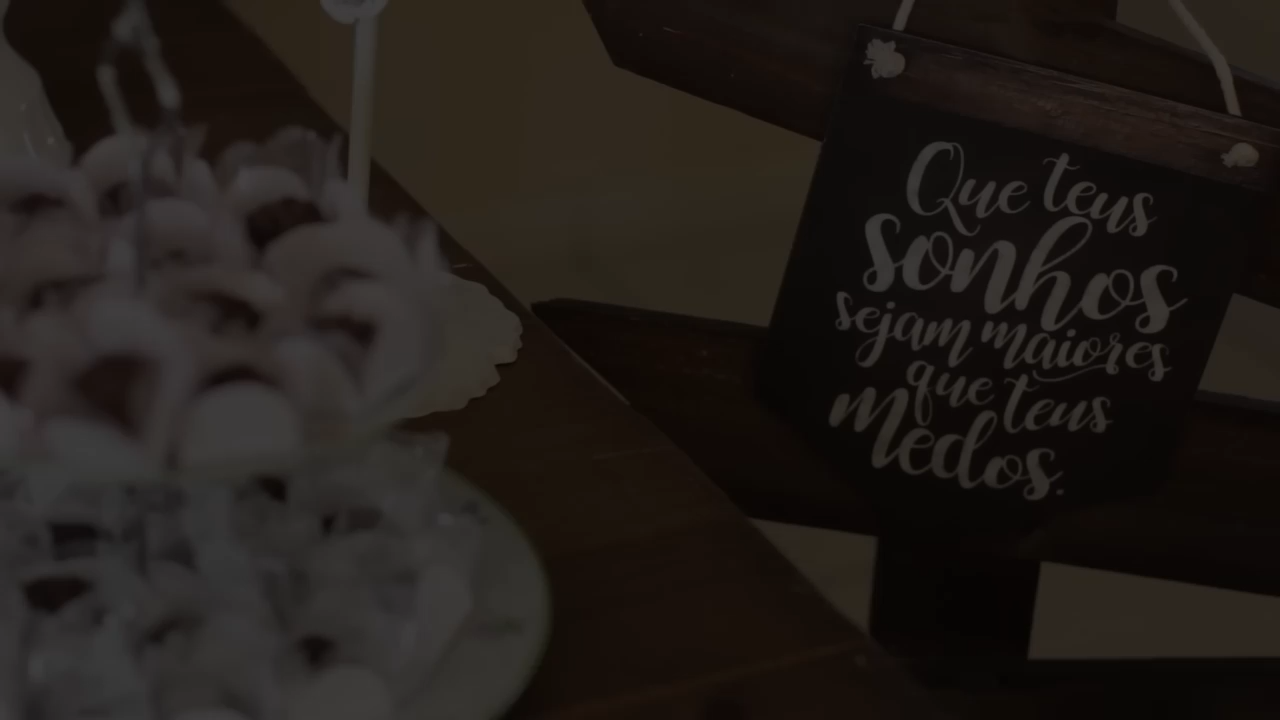 Que teus
sonhos
sejam maiores
que teus
medos.